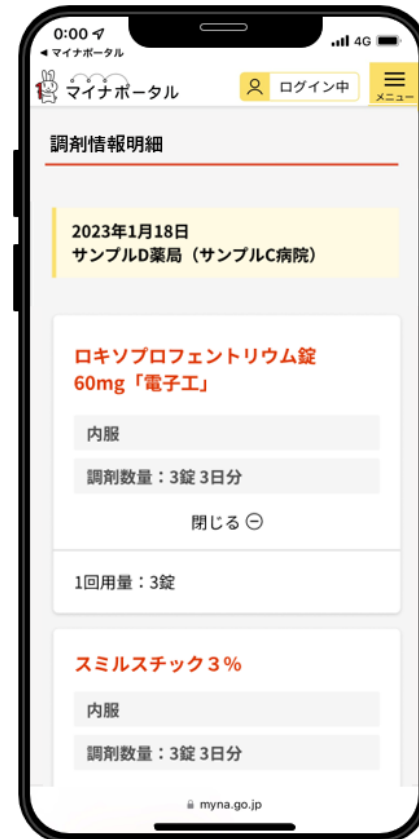 0:00
4G
◀ マイナポータル
マイナポータル
ログイン中
メニュー
調剤情報明細
2023年1月18日
サンプルD薬局（サンプルC病院）
ロキソプロフェントリウム錠
60mg「電子工」
内服
調剤数量：3錠 3日分
閉じる
1回用量：3錠
スミルスチック３％
内服
調剤数量：3錠 3日分
myna.go.jp